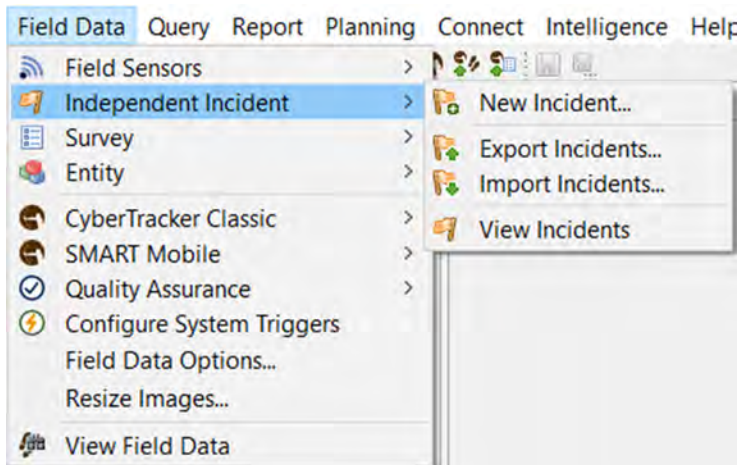 Field Data Query Report Planning Connect Intelligence Help
Field Sensors
Independent Incident
Survey
Entity
CyberTracker Classic
SMART Mobile
Quality Assurance
Configure System Triggers
Field Data Options...
Resize Images...
View Field Data
New Incident...
Export Incidents...
Import Incidents...
View Incidents